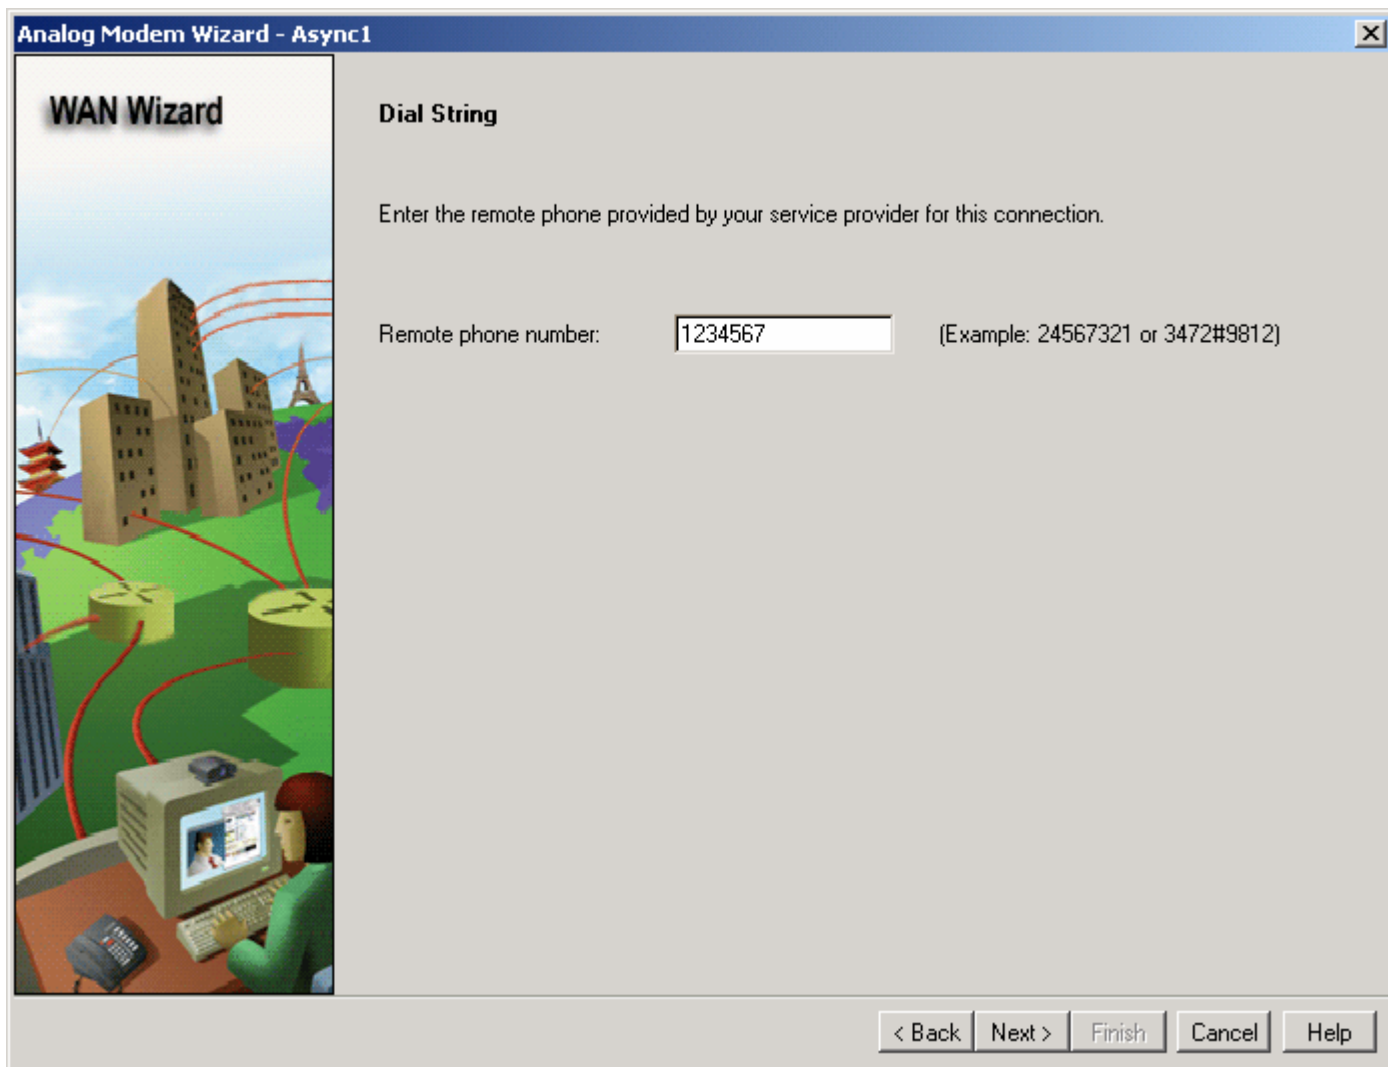 Analog Modem Wizard - Async1
WAN Wizard
Dial String
Enter the remote phone provided by your service provider for this connection.
Remote phone number: 1234567 (Example: 24567321 or 3472#9812)
< Back Next > Finish Cancel Help